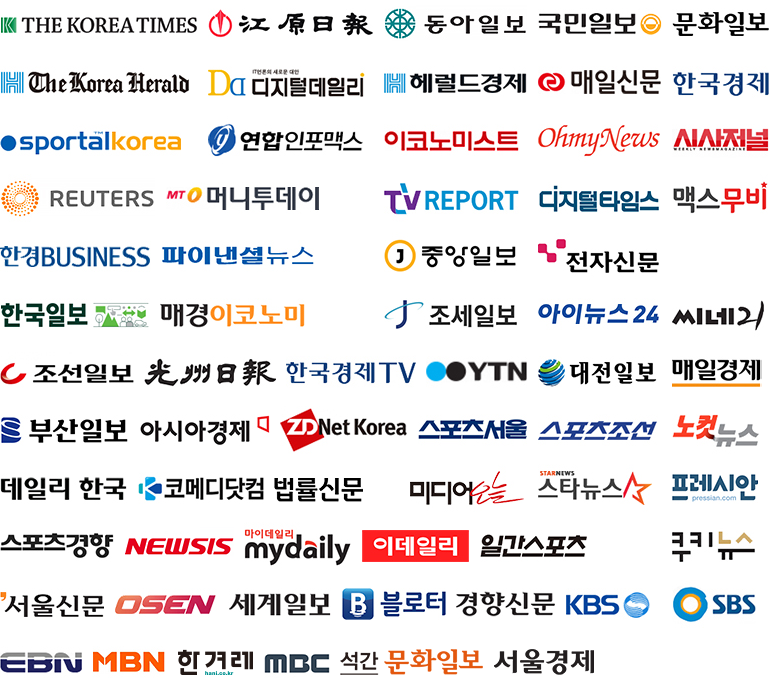 THE KOREA TIMES 江原日報 동아일보 국민일보 문화일보
The Korea Herald Da IT언론의 새로운 대안 디지털데일리 헤럴드경제 매일신문 한국경제
sportalkorea 연합인포맥스 이코노미스트 OhmyNews 시사저널 WEEKLY NEWSMAGAZINE
REUTERS MTO 머니투데이 TV REPORT 디지털타임스 맥스무비
한경BUSINESS 파이낸셜뉴스 J 중앙일보 전자신문
한국일보 매경이코노미 조세일보 아이뉴스 24 씨네21
조선일보 光州日報 한국경제TV YTN 대전일보 매일경제
부산일보 아시아경제 ZDNet Korea 스포츠서울 스포츠조선 노컷뉴스
데일리 한국 코메디닷컴 법률신문 미디어오늘 STARNEWS 스타뉴스 프레시안 pressian.com
스포츠경향 NEWSIS 마이데일리 mydaily 이데일리 일간스포츠 쿠키뉴스
서울신문 OSEN 세계일보 B 블로터 경향신문 KBS SBS
EBN MBN 한겨레 hani.co.kr MBC 석간 문화일보 서울경제